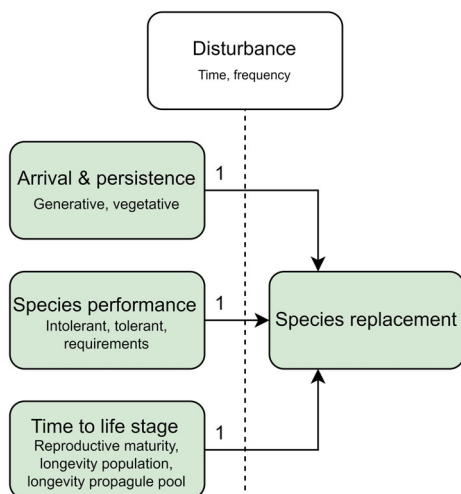 Disturbance
Time, frequency
Arrival & persistence
Generative, vegetative
1
Species performance
Intolerant, tolerant,
requirements
1
Species replacement
Time to life stage
Reproductive maturity,
longevity population,
longevity propagule pool
1